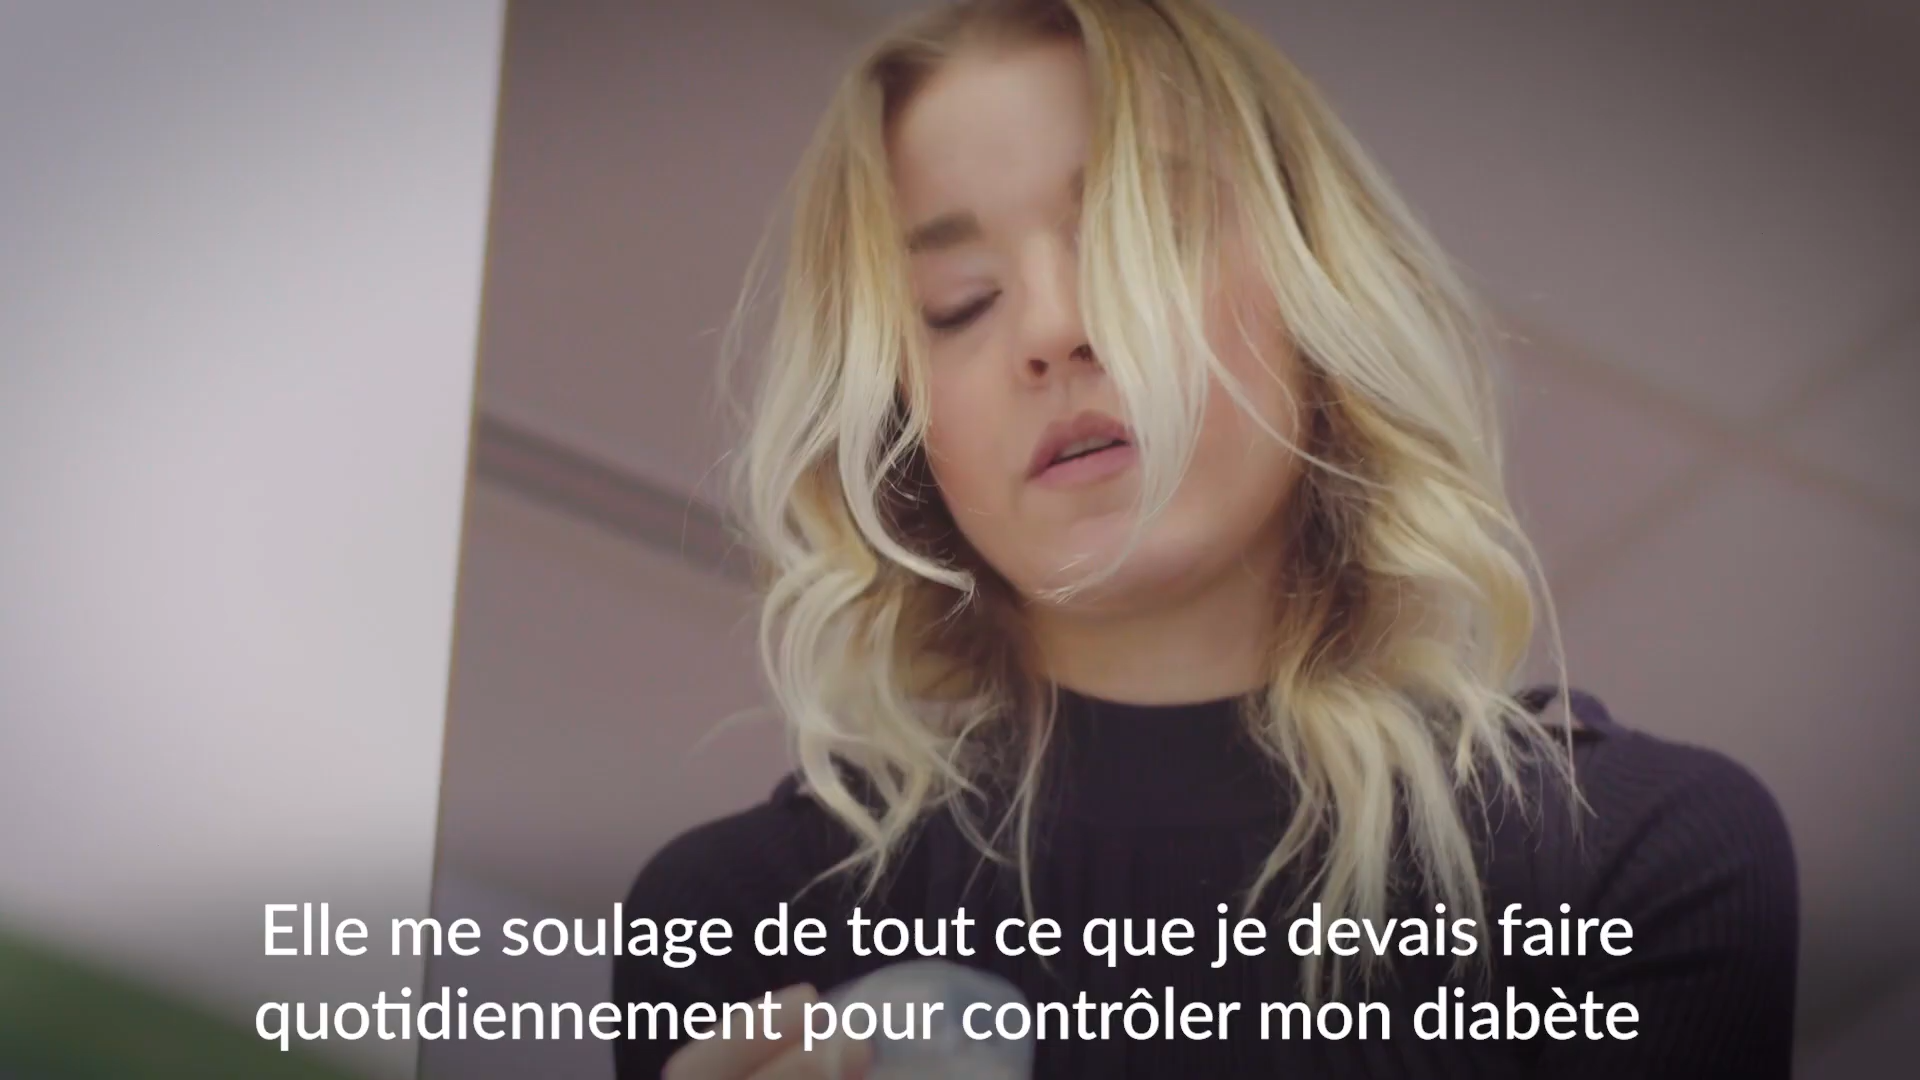 Elle me soulage de tout ce que je devais faire
quotidiennement pour contrôler mon diabète